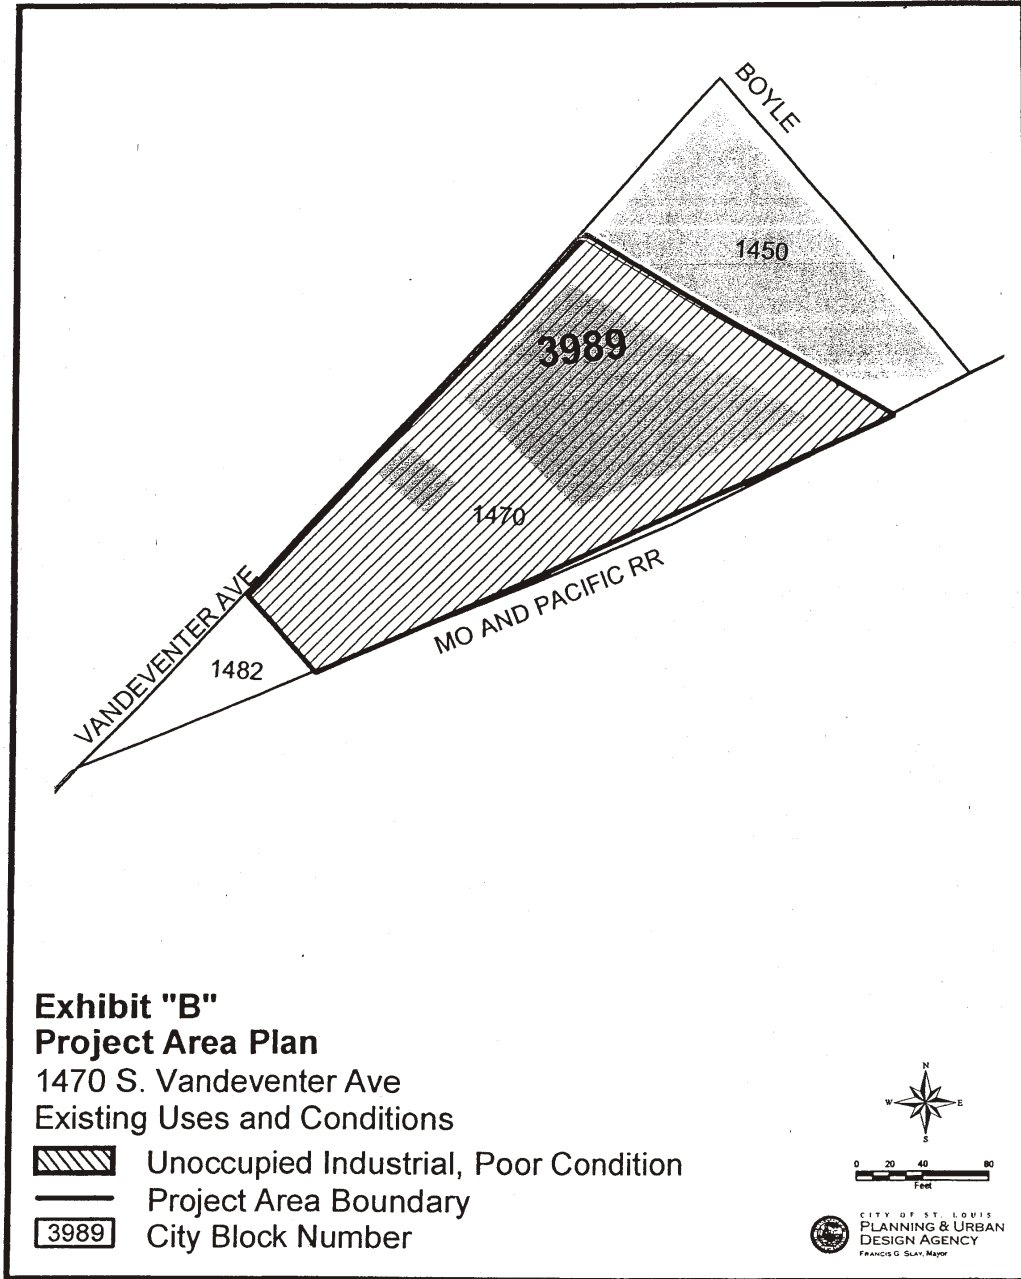 BOYLE
1450
3989
1470
MO AND PACIFIC RR
VANDEVENTER AVE
1482
Exhibit "B"
Project Area Plan
1470 S. Vandeventer Ave
Existing Uses and Conditions
Unoccupied Industrial, Poor Condition
Project Area Boundary
3989 City Block Number
N
W E
S
0 20 40 80
Feet
CITY OF ST. LOUIS
PLANNING & URBAN
DESIGN AGENCY
FRANCIS G. SLAY, Mayor